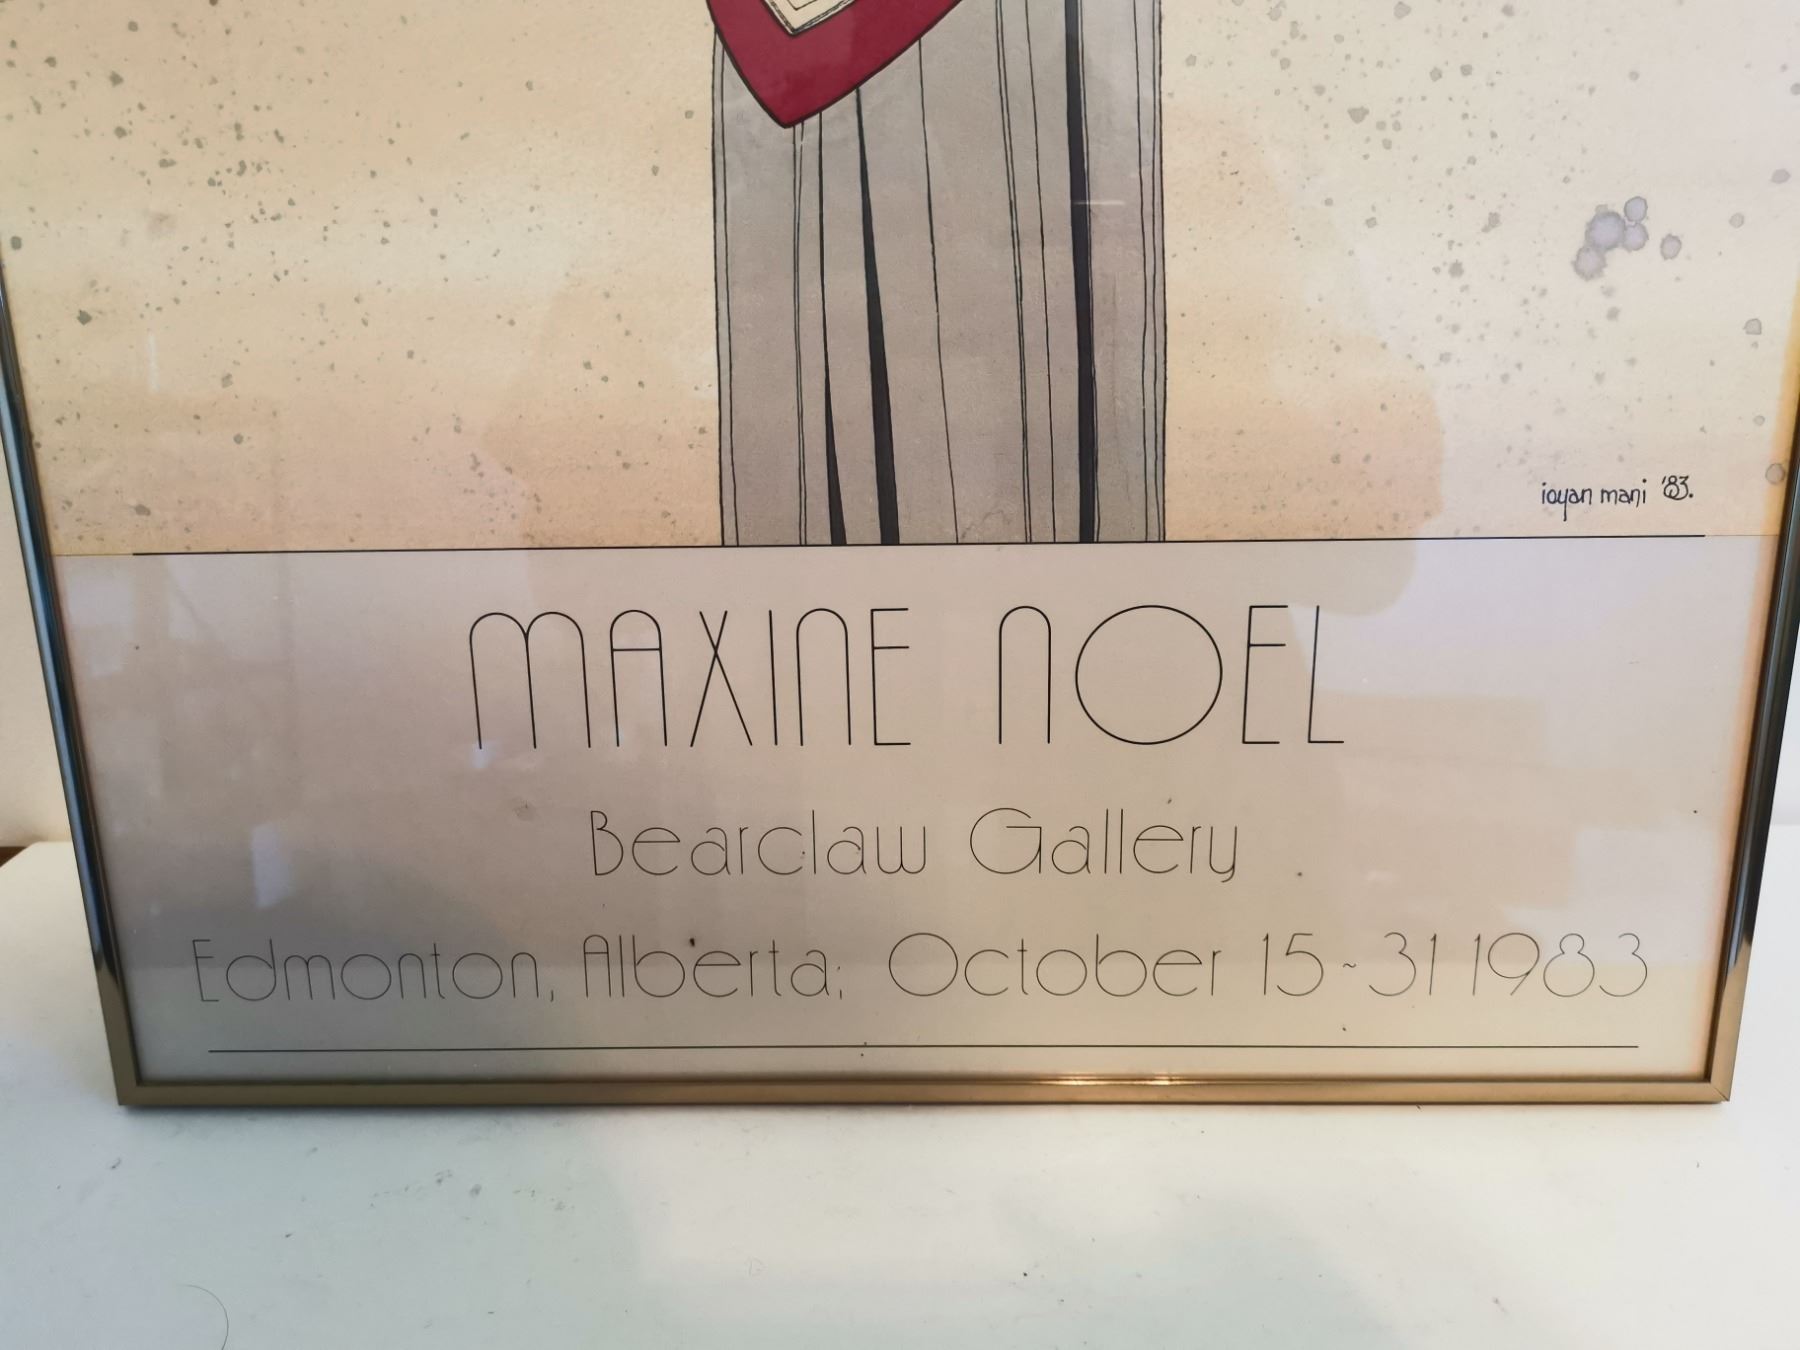 ioyan mani '83.
MAXINE NOEL
Bearclaw Gallery
Edmonton, Alberta; October 15~31 1983